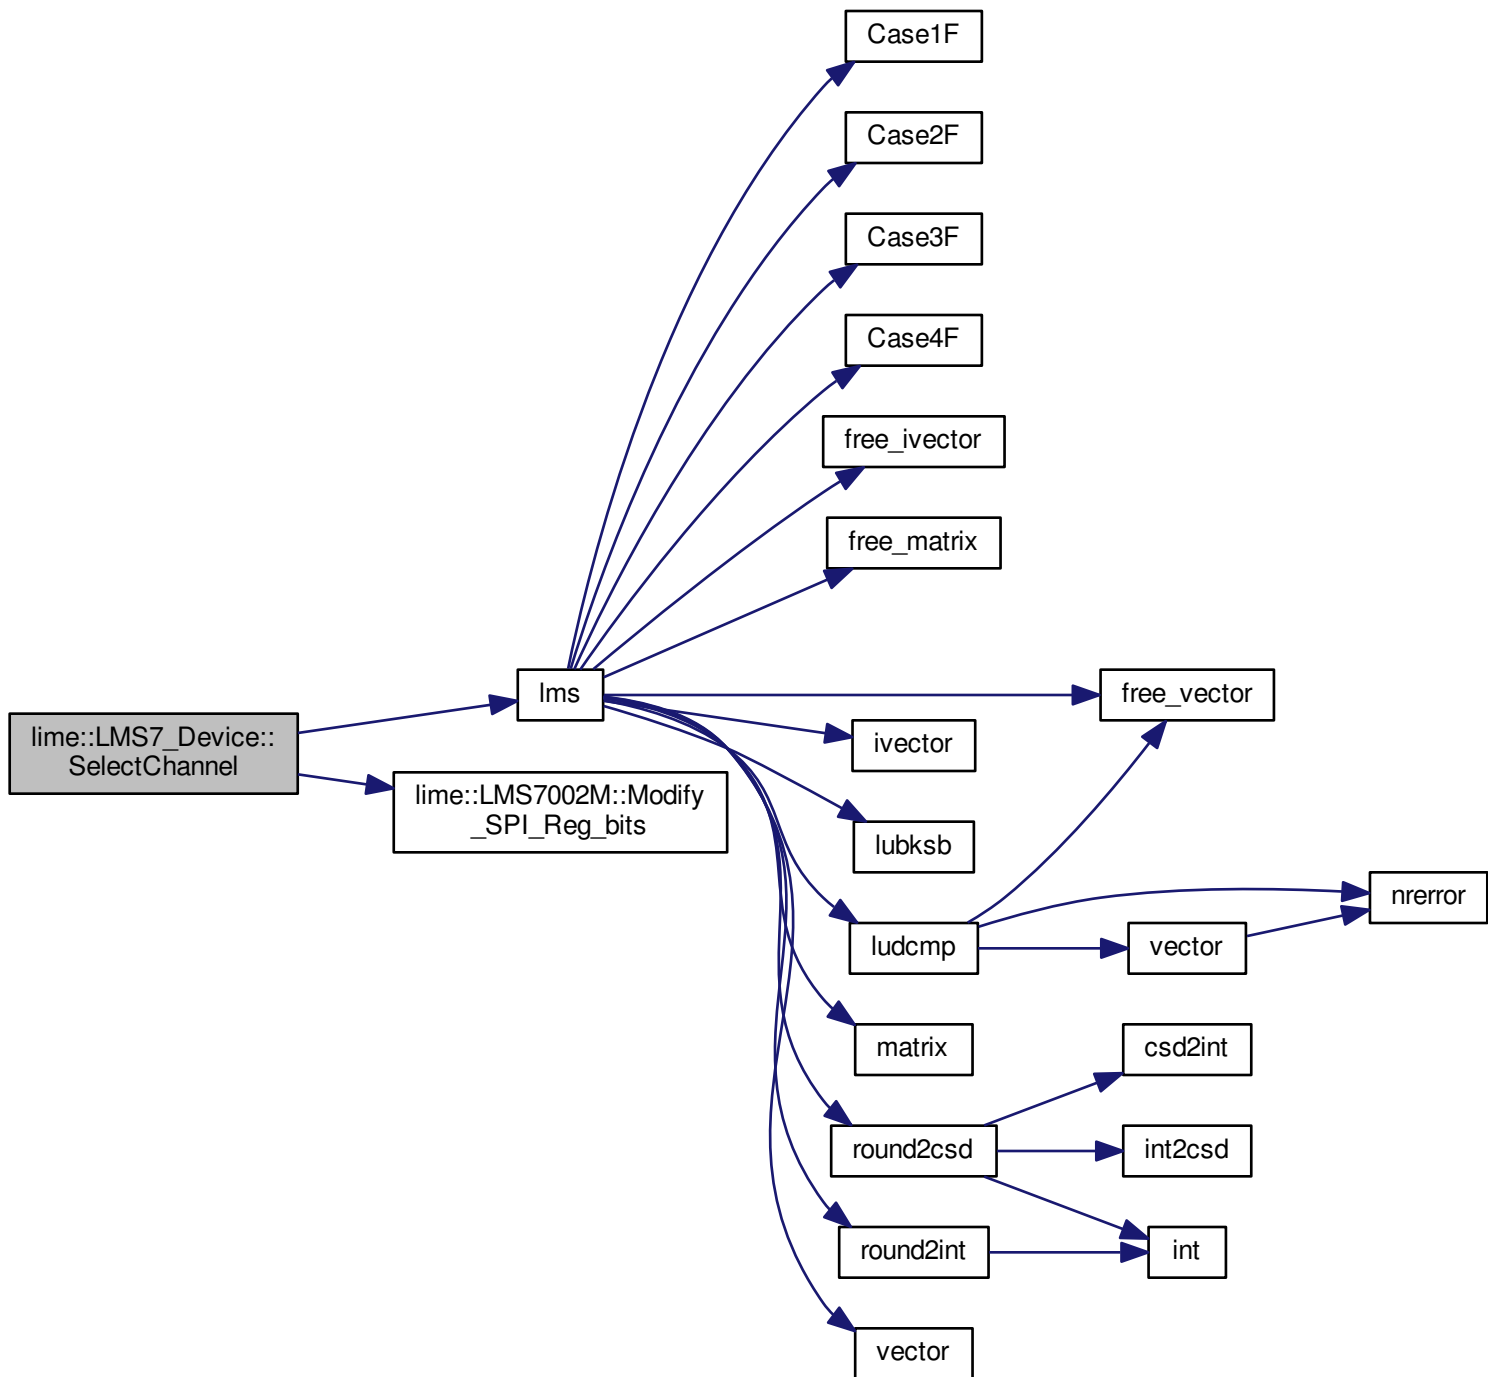 Case1F
Case2F
Case3F
Case4F
free_ivector
free_matrix
lms
free_vector
lime::LMS7_Device::
SelectChannel
ivector
lime::LMS7002M::Modify
_SPI_Reg_bits
lubksb
nrerror
ludcmp
vector
matrix
csd2int
round2csd
int2csd
round2int
int
vector